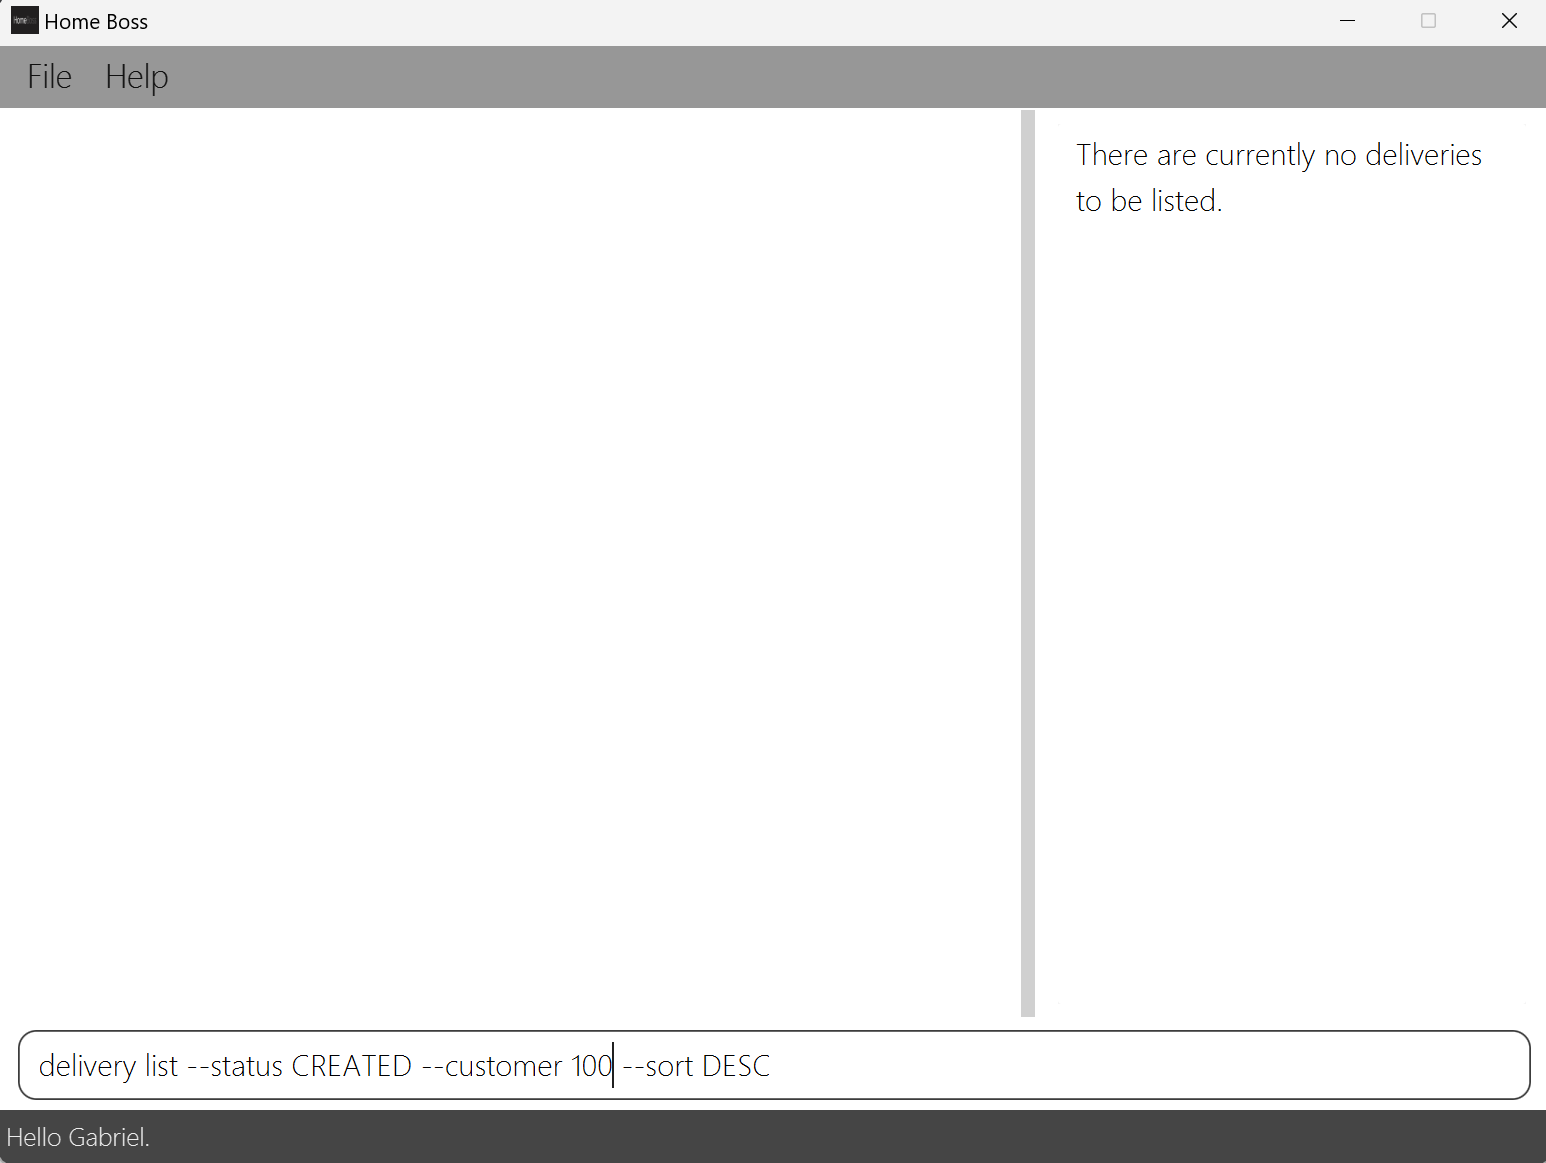 Home Boss
File Help
There are currently no deliveries
to be listed.
delivery list --status CREATED --customer 100 --sort DESC
Hello Gabriel.